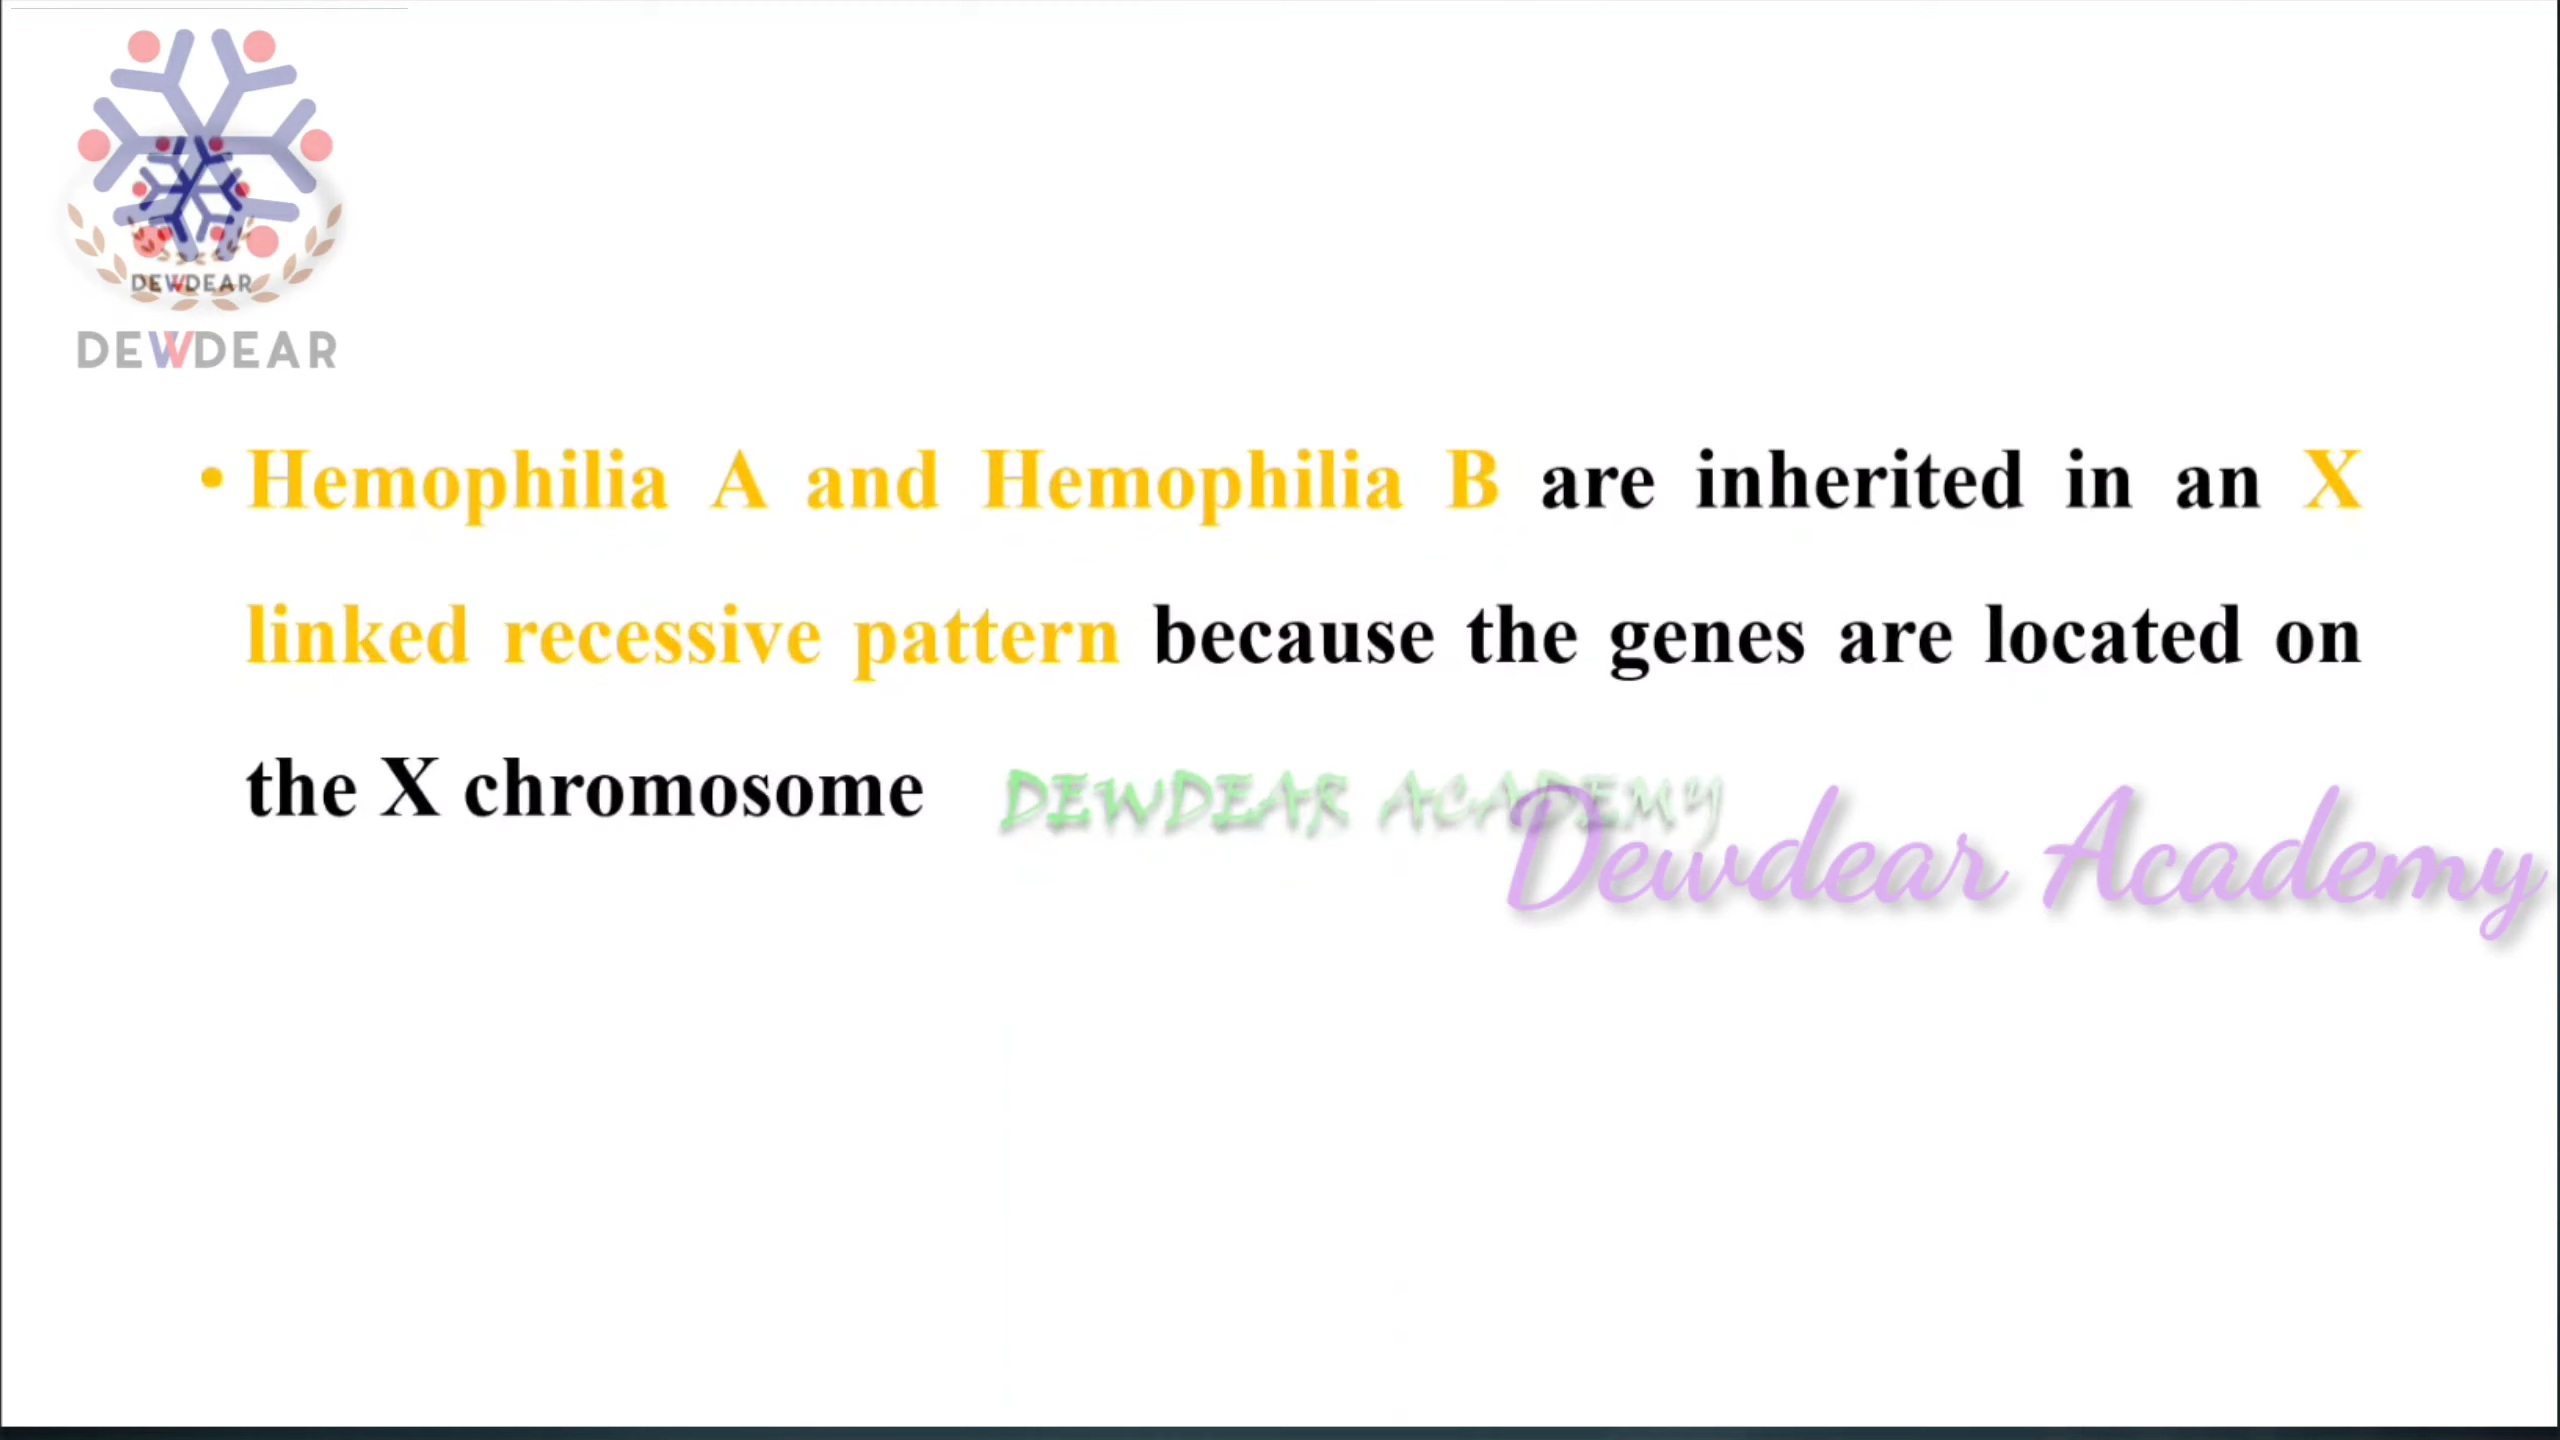 DEWDEAR
DEWDEAR
• Hemophilia A and Hemophilia B are inherited in an X
linked recessive pattern because the genes are located on
the X chromosome
DEWDEAR ACADEMY
Dewdear Academy